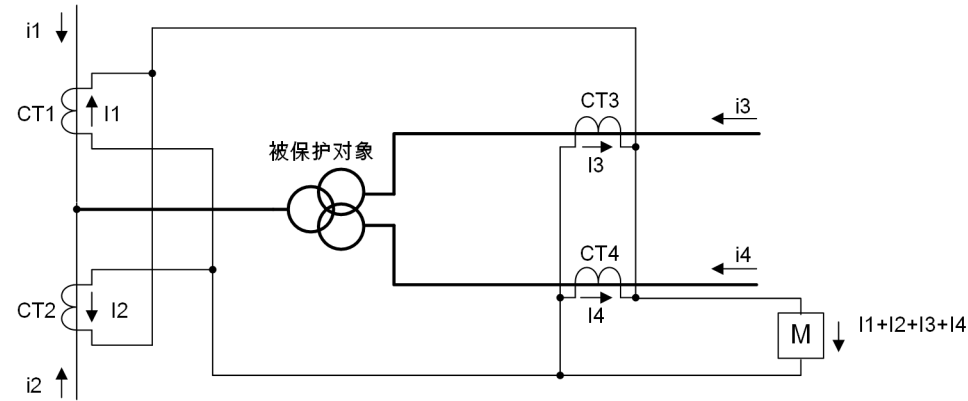 i1
CT1
I1
CT3
i3
I3
被保护对象
CT4
i4
I4
CT2
I2
M
I1+I2+I3+I4
i2